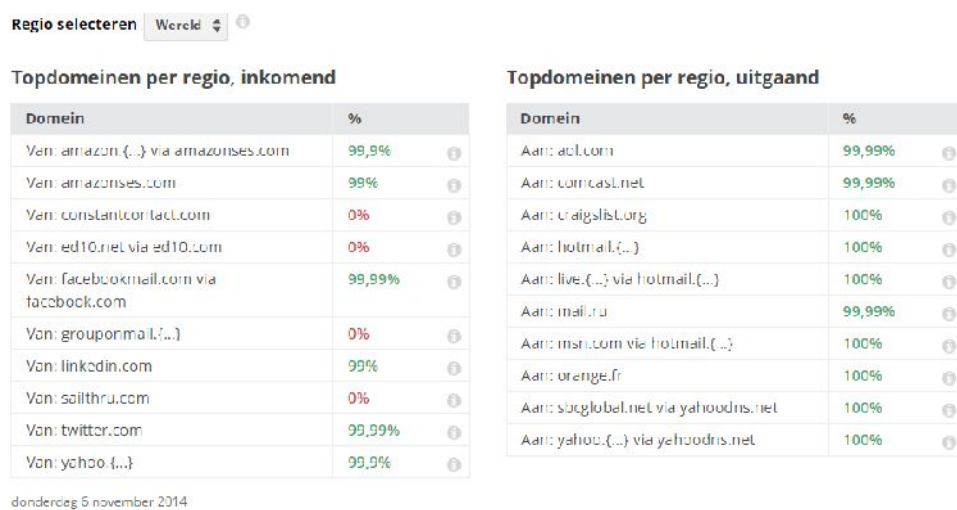 Regio selecteren Wereld
Topdomeinen per regio, inkomend
Domein %
Van: amazon.{...} via amazonses.com 99,9%
Van: amazonses.com 99%
Van: constantcontact.com 0%
Van: ed10.net via ed10.com 0%
Van: facebookmail.com via 99,99%
facebook.com
Van: grouponmail.{...} 0%
Van: linkedin.com 99%
Van: sailthru.com 0%
Van: twitter.com 99,99%
Van: yahoo.{...} 99,9%
donderdag 6 november 2014
Topdomeinen per regio, uitgaand
Domein %
Aan: aol.com 99,99%
Aan: comcast.net 99,99%
Aan: craigslist.org 100%
Aan: hotmail.{...} 100%
Aan: live.{...} via hotmail.{...} 100%
Aan: mail.ru 99,99%
Aan: msn.com via hotmail.{...} 100%
Aan: orange.fr 100%
Aan: sbcglobal.net via yahoodns.net 100%
Aan: yahoo.{...} via yahoodns.net 100%